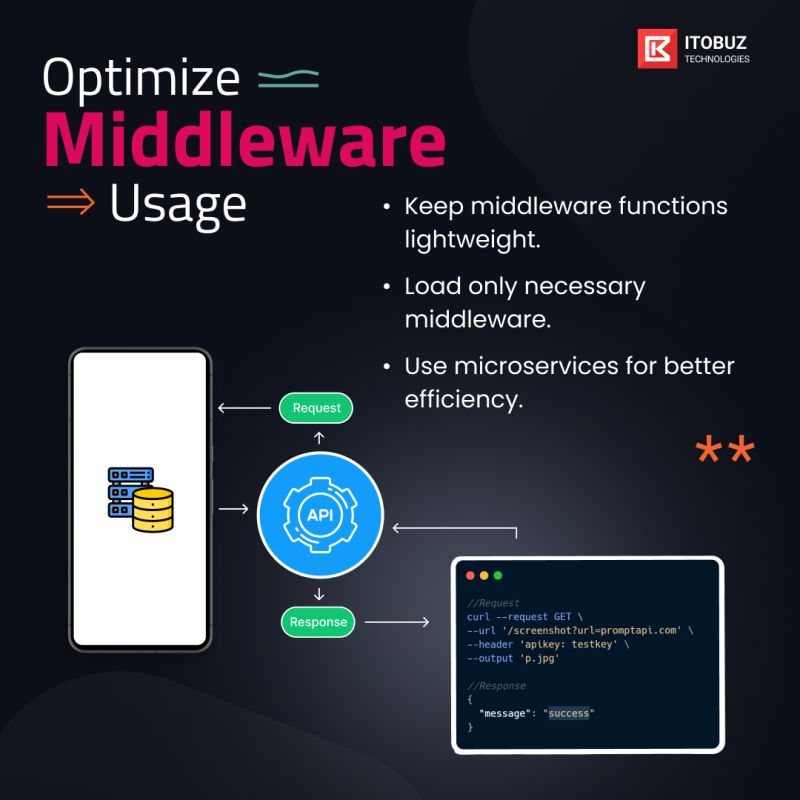 ITOBUZ
TECHNOLOGIES
Optimize
Middleware
Usage
• Keep middleware functions
lightweight.
• Load only necessary
middleware.
• Use microservices for better
efficiency.
**
Request
API
Response
//Request
curl --request GET \
--url '/screenshot?url=promptapi.com' \
--header 'apikey: testkey' \
--output 'p.jpg'
//Response
{
"message": "success"
}